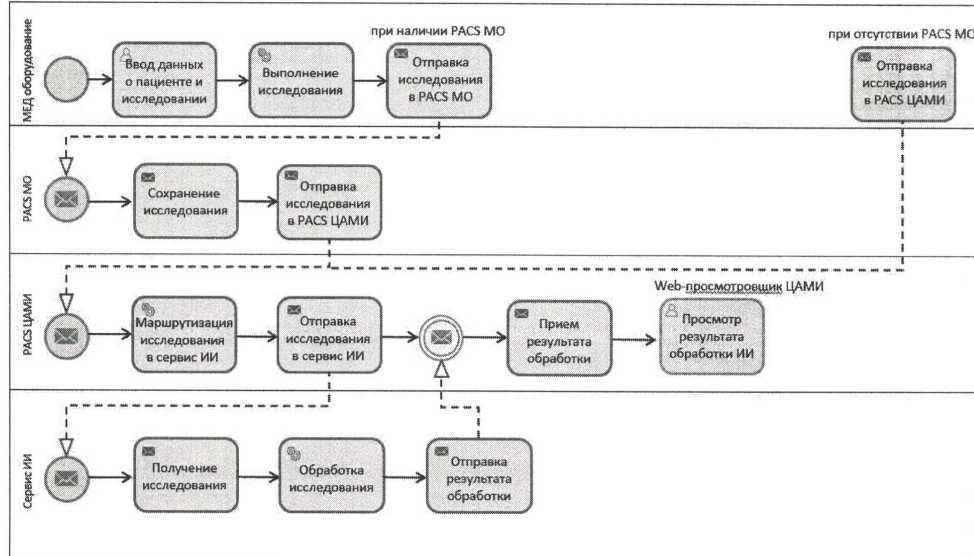 при наличии PACS МО
при отсутствии PACS МО
МЕД оборудование
Ввод данных
о пациенте и
исследовании
Выполнение
исследования
Отправка
исследования
в PACS МО
Отправка
исследования
в PACS ЦАМИ
PACS МО
Сохранение
исследования
Отправка
исследования
в PACS ЦАМИ
Web-просмотровщик ЦАМИ
PACS ЦАМИ
Маршрутизация
исследования
в сервис ИИ
Отправка
исследования
в сервис ИИ
Прием
результата
обработки
Просмотр
результата
обработки ИИ
Сервис ИИ
Получение
исследования
Обработка
исследования
Отправка
результата
обработки